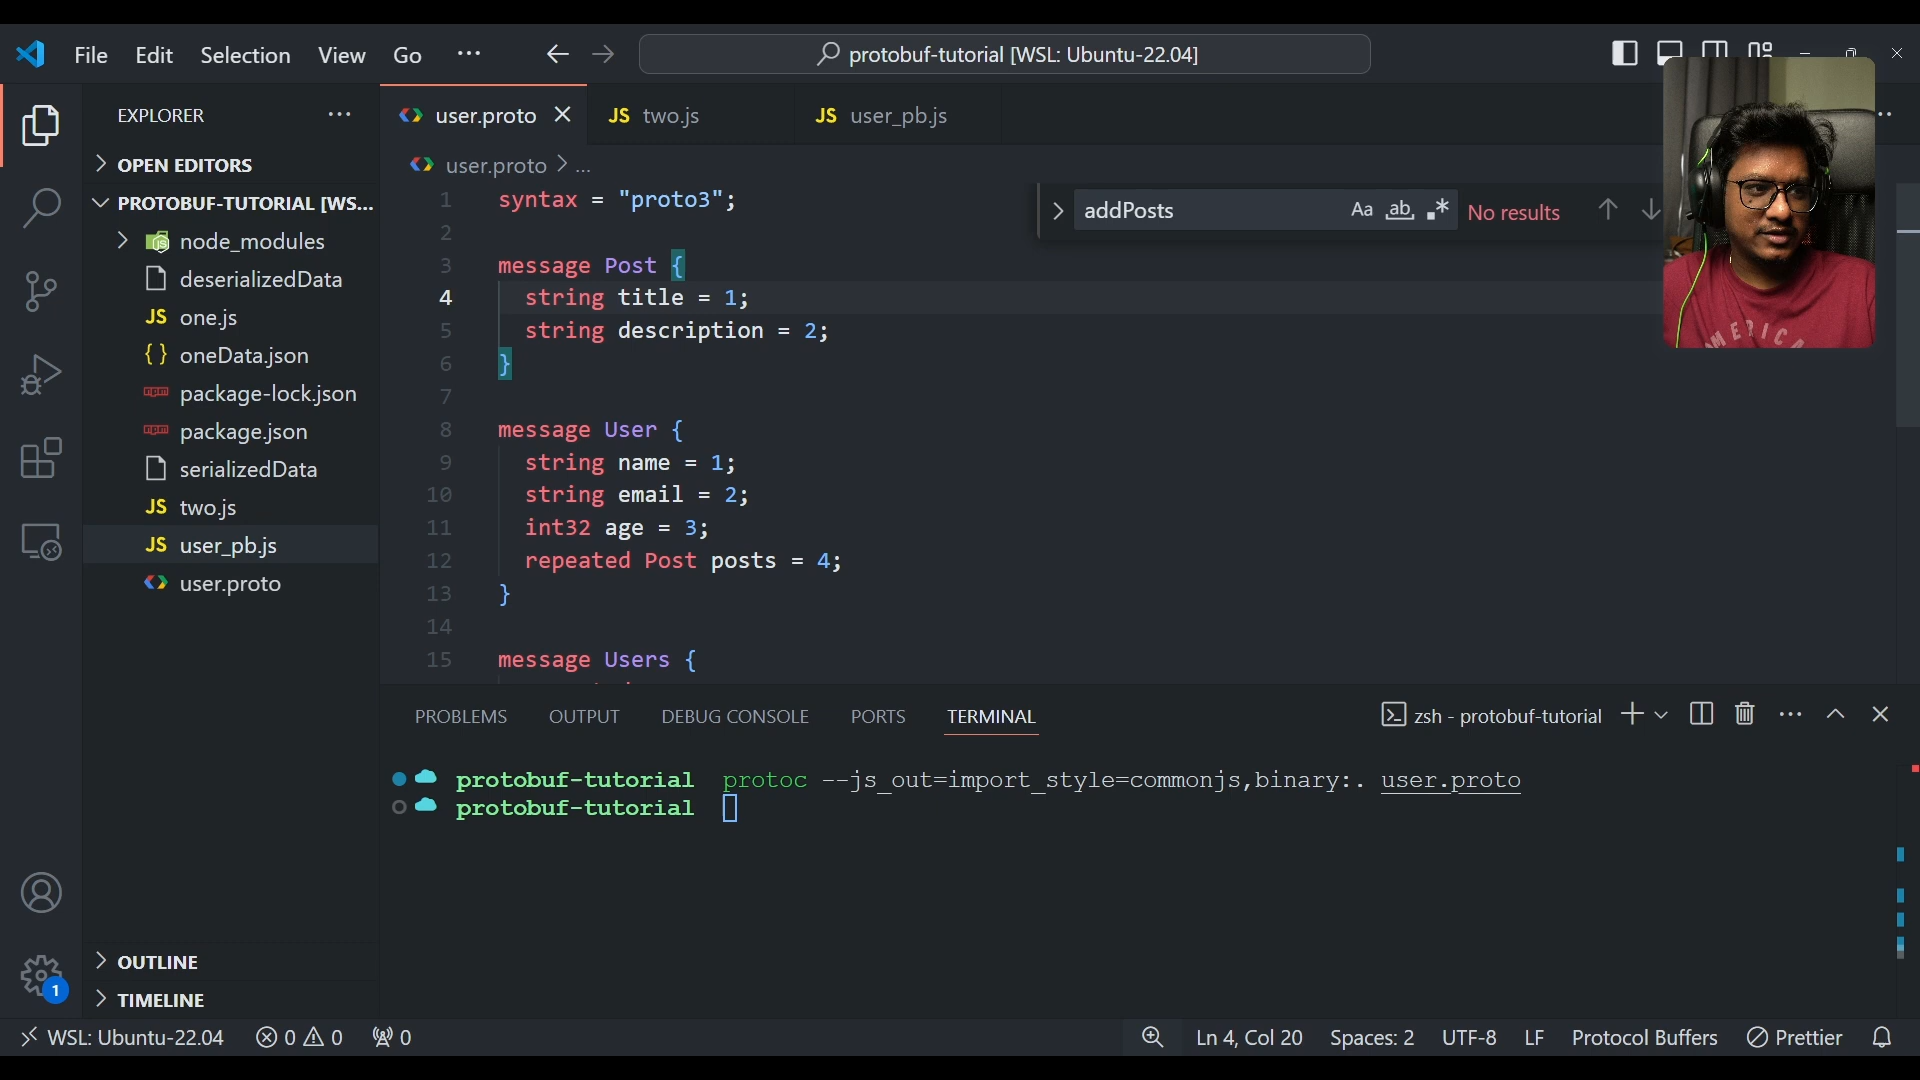 File Edit Selection View Go ···
protobuf-tutorial [WSL: Ubuntu-22.04]
EXPLORER ···
OPEN EDITORS
PROTOBUF-TUTORIAL [WS...
node_modules
deserializedData
JS one.js
{ } oneData.json
package-lock.json
package.json
serializedData
JS two.js
JS user_pb.js
user.proto
OUTLINE
TIMELINE
user.proto
JS two.js
JS user_pb.js
user.proto > ...
addPosts Aa ab No results
1 syntax = "proto3";
2
3 message Post {
4 string title = 1;
5 string description = 2;
6 }
7
8 message User {
9 string name = 1;
10 string email = 2;
11 int32 age = 3;
12 repeated Post posts = 4;
13 }
14
15 message Users {
MERICA
PROBLEMS OUTPUT DEBUG CONSOLE PORTS TERMINAL
zsh - protobuf-tutorial
protobuf-tutorial protoc --js_out=import_style=commonjs,binary:. user.proto
protobuf-tutorial
1
WSL: Ubuntu-22.04 0 0 0
Ln 4, Col 20 Spaces: 2 UTF-8 LF Protocol Buffers Prettier